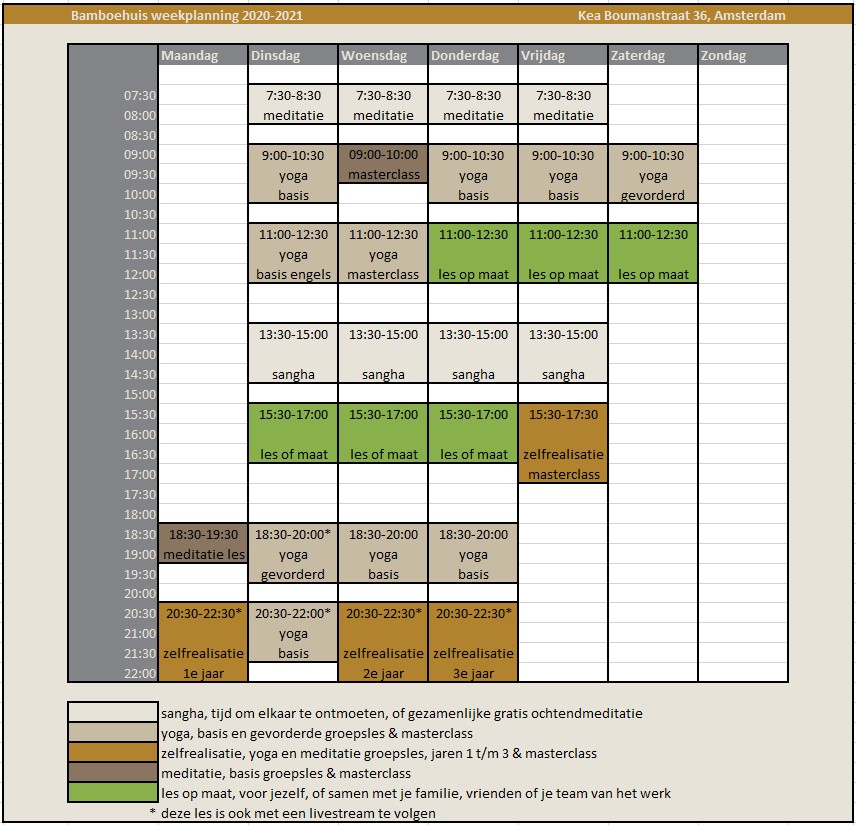 Bamboehuis weekplanning 2020-2021 Kea Boumanstraat 36, Amsterdam
Maandag Dinsdag Woensdag Donderdag Vrijdag Zaterdag Zondag
07:30 7:30-8:30 7:30-8:30 7:30-8:30 7:30-8:30
08:00 meditatie meditatie meditatie meditatie
08:30
09:00 9:00-10:30 09:00-10:00 9:00-10:30 9:00-10:30 9:00-10:30
09:30 yoga masterclass yoga yoga yoga
10:00 basis basis basis gevorderd
10:30
11:00 11:00-12:30 11:00-12:30 11:00-12:30 11:00-12:30 11:00-12:30
11:30 yoga yoga
12:00 basis engels masterclass les op maat les op maat les op maat
12:30
13:00
13:30 13:30-15:00 13:30-15:00 13:30-15:00 13:30-15:00
14:00
14:30 sangha sangha sangha sangha
15:00
15:30 15:30-17:00 15:30-17:00 15:30-17:00 15:30-17:30
16:00
16:30 les of maat les of maat les of maat zelfrealisatie
17:00 masterclass
17:30
18:00
18:30 18:30-19:30 18:30-20:00* 18:30-20:00 18:30-20:00
19:00 meditatie les yoga yoga yoga
19:30 gevorderd basis basis
20:00
20:30 20:30-22:30* 20:30-22:00* 20:30-22:30* 20:30-22:30*
21:00 yoga
21:30 zelfrealisatie basis zelfrealisatie zelfrealisatie
22:00 1e jaar 2e jaar 3e jaar
sangha, tijd om elkaar te ontmoeten, of gezamenlijke gratis ochtendmeditatie
yoga, basis en gevorderde groepsles & masterclass
zelfrealisatie, yoga en meditatie groepsles, jaren 1 t/m 3 & masterclass
meditatie, basis groepsles & masterclass
les op maat, voor jezelf, of samen met je familie, vrienden of je team van het werk
* deze les is ook met een livestream te volgen